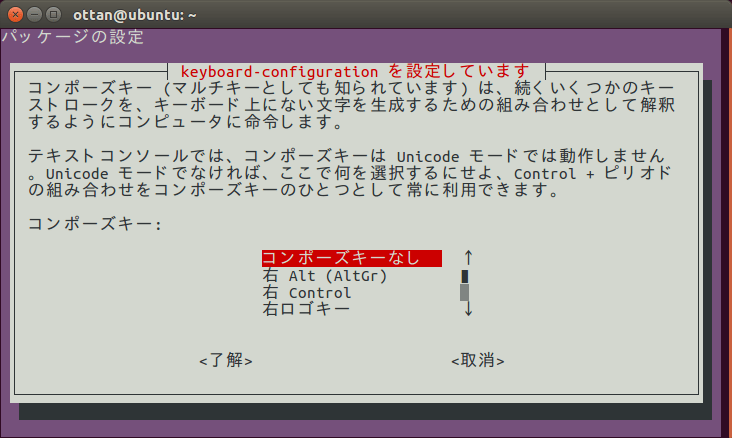 ottan@ubuntu: ~
パッケージの設定
keyboard-configuration を設定しています
コンポーズキー (マルチキーとしても知られています) は、続くいくつかのキー
ストロークを、キーボード上にない文字を生成するための組み合わせとして解釈
するようにコンピュータに命令します。
テキストコンソールでは、コンポーズキーは Unicode モードでは動作しません
。Unicode モードでなければ、ここで何を選択するにせよ、Control + ピリオド
の組み合わせをコンポーズキーのひとつとして常に利用できます。
コンポーズキー:
コンポーズキーなし ↑
右 Alt (AltGr)
右 Control
右ロゴキー ↓
<了解> <取消>